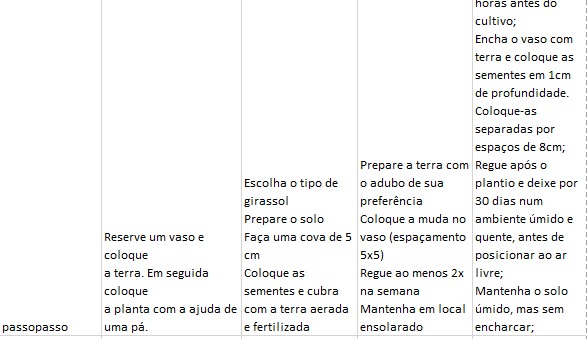 passopasso
Reserve um vaso e
coloque
a terra. Em seguida
coloque
a planta com a ajuda de
uma pá.
Escolha o tipo de
girassol
Prepare o solo
Faça uma cova de 5
cm
Coloque as
sementes e cubra
com a terra aerada
e fertilizada
Prepare a terra com
o adubo de sua
preferência
Coloque a muda no
vaso (espaçamento
5x5)
Regue ao menos 2x
na semana
Mantenha em local
ensolarado
horas antes do
cultivo;
Encha o vaso com
terra e coloque as
sementes em 1cm
de profundidade.
Coloque-as
separadas por
espaços de 8cm;
Regue após o
plantio e deixe por
30 dias num
ambiente úmido e
quente, antes de
posicionar ao ar
livre;
Mantenha o solo
úmido, mas sem
encharcar;